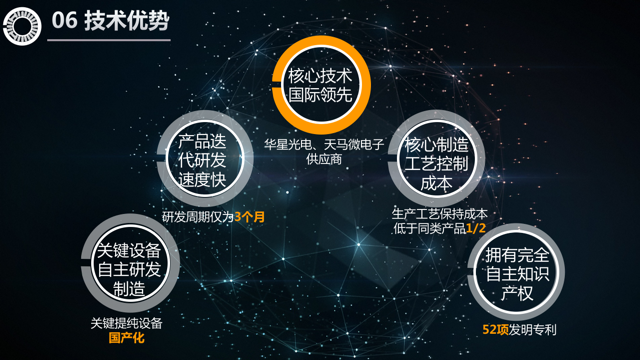 06 技术优势
核心技术
国际领先
华星光电、天马微电子
供应商
产品迭
代研发
速度快
研发周期仅为3个月
核心制造
工艺控制
成本
生产工艺保持成本
低于同类产品1/2
关键设备
自主研发
制造
关键提纯设备
国产化
拥有完全
自主知识
产权
52项发明专利